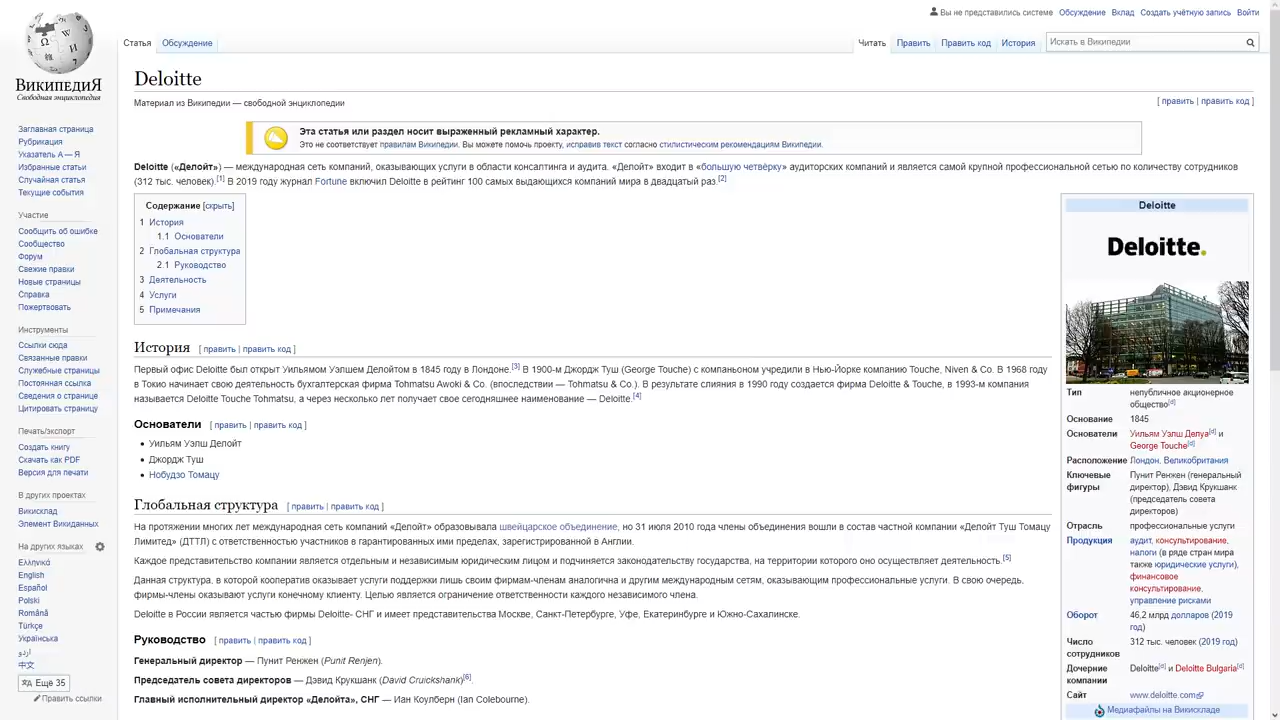 Вы не представились системе Обсуждение Вклад Создать учётную запись Войти
Статья Обсуждение Читать Править Править код История Искать в Википедии
ВИКИПЕДИЯ
Свободная энциклопедия
Заглавная страница
Рубрикация
Указатель А — Я
Избранные статьи
Случайная статья
Текущие события
Участие
Сообщить об ошибке
Сообщество
Форум
Свежие правки
Новые страницы
Справка
Пожертвовать
Инструменты
Ссылки сюда
Связанные правки
Служебные страницы
Постоянная ссылка
Сведения о странице
Цитировать страницу
Печать/экспорт
Создать книгу
Скачать как PDF
Версия для печати
В других проектах
Викисклад
Элемент Викиданных
На других языках
Ελληνικά
English
Español
Polski
Română
Türkçe
Українська
اردو
中文
Ещё 35
Править ссылки
Deloitte
Материал из Википедии — свободной энциклопедии [ править | править код ]
Эта статья или раздел носит выраженный рекламный характер.
Это не соответствует правилам Википедии. Вы можете помочь проекту, исправив текст согласно стилистическим рекомендациям Википедии.
Deloitte («Делойт») — международная сеть компаний, оказывающих услуги в области консалтинга и аудита. «Делойт» входит в «большую четвёрку» аудиторских компаний и является самой крупной профессиональной сетью по количеству сотрудников
(312 тыс. человек).[1] В 2019 году журнал Fortune включил Deloitte в рейтинг 100 самых выдающихся компаний мира в двадцатый раз.[2]
Содержание [скрыть]
1 История
1.1 Основатели
2 Глобальная структура
2.1 Руководство
3 Деятельность
4 Услуги
5 Примечания
История [ править | править код ]
Первый офис Deloitte был открыт Уильямом Уэлшем Делойтом в 1845 году в Лондоне.[3] В 1900-м Джордж Туш (George Touche) с компаньоном учредили в Нью-Йорке компанию Touche, Niven & Co. В 1968 году
в Токио начинает свою деятельность бухгалтерская фирма Tohmatsu Awoki & Co. (впоследствии — Tohmatsu & Co.). В результате слияния в 1990 году создается фирма Deloitte & Touche, в 1993-м компания
называется Deloitte Touche Tohmatsu, а через несколько лет получает свое сегодняшнее наименование — Deloitte.[4]
Основатели [ править | править код ]
• Уильям Уэлш Делойт
• Джордж Туш
• Нобудзо Томацу
Глобальная структура [ править | править код ]
На протяжении многих лет международная сеть компаний «Делойт» образовывала швейцарское объединение, но 31 июля 2010 года члены объединения вошли в состав частной компании «Делойт Туш Томацу
Лимитед» (ДТТЛ) с ответственностью участников в гарантированных ими пределах, зарегистрированной в Англии.
Каждое представительство компании является отдельным и независимым юридическим лицом и подчиняется законодательству государства, на территории которого оно осуществляет деятельность.[5]
Данная структура, в которой кооператив оказывает услуги поддержки лишь своим фирмам-членам аналогична и другим международным сетям, оказывающим профессиональные услуги. В свою очередь,
фирмы-члены оказывают услуги конечному клиенту. Целью является ограничение ответственности каждого независимого члена.
Deloitte в России является частью фирмы Deloitte- СНГ и имеет представительства Москве, Санкт-Петербурге, Уфе, Екатеринбурге и Южно-Сахалинске.
Руководство [ править | править код ]
Генеральный директор — Пунит Ренжен (Punit Renjen).
Председатель совета директоров — Дэвид Крукшанк (David Cruickshank)[6].
Главный исполнительный директор «Делойта», СНГ — Иан Коулберн (Ian Colebourne).
Deloitte
Deloitte.
Тип непубличное акционерное
общество[d]
Основание 1845
Основатели Уильям Уэлш Делуа[d] и
George Touche[d]
Расположение Лондон, Великобритания
Ключевые фигуры Пунит Ренжен (генеральный
директор), Дэвид Крукшанк
(председатель совета
директоров)
Отрасль профессиональные услуги
Продукция аудит, консультирование,
налоги (в ряде стран мира
также юридические услуги),
финансовое
консультирование,
управление рисками
Оборот 46,2 млрд долларов (2019
год)
Число сотрудников 312 тыс. человек (2019 год)
Дочерние компании Deloitte[d] и Deloitte Bulgaria[d]
Сайт www.deloitte.com
Медиафайлы на Викискладе